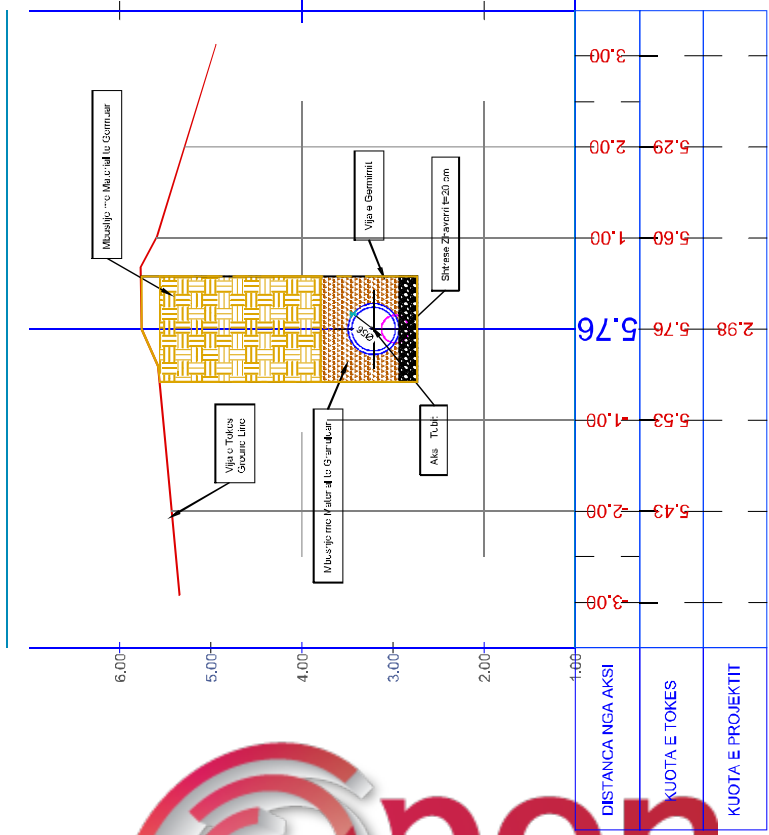 Mbushje me Material te Germuar
Vija e Germimit
Shtrese Zhavorri t=20 cm
Vija e Tokes
Ground Line
Mbushje me Material te Granuluar
Aksi Tubit
6.00
5.00
4.00
3.00
2.00
1.00
DISTANCA NGA AKSI
-3.00
-2.00
-1.00
5.76
1.00
2.00
3.00
KUOTA E TOKES
5.43
5.53
5.76
5.60
5.29
KUOTA E PROJEKTIT
2.98